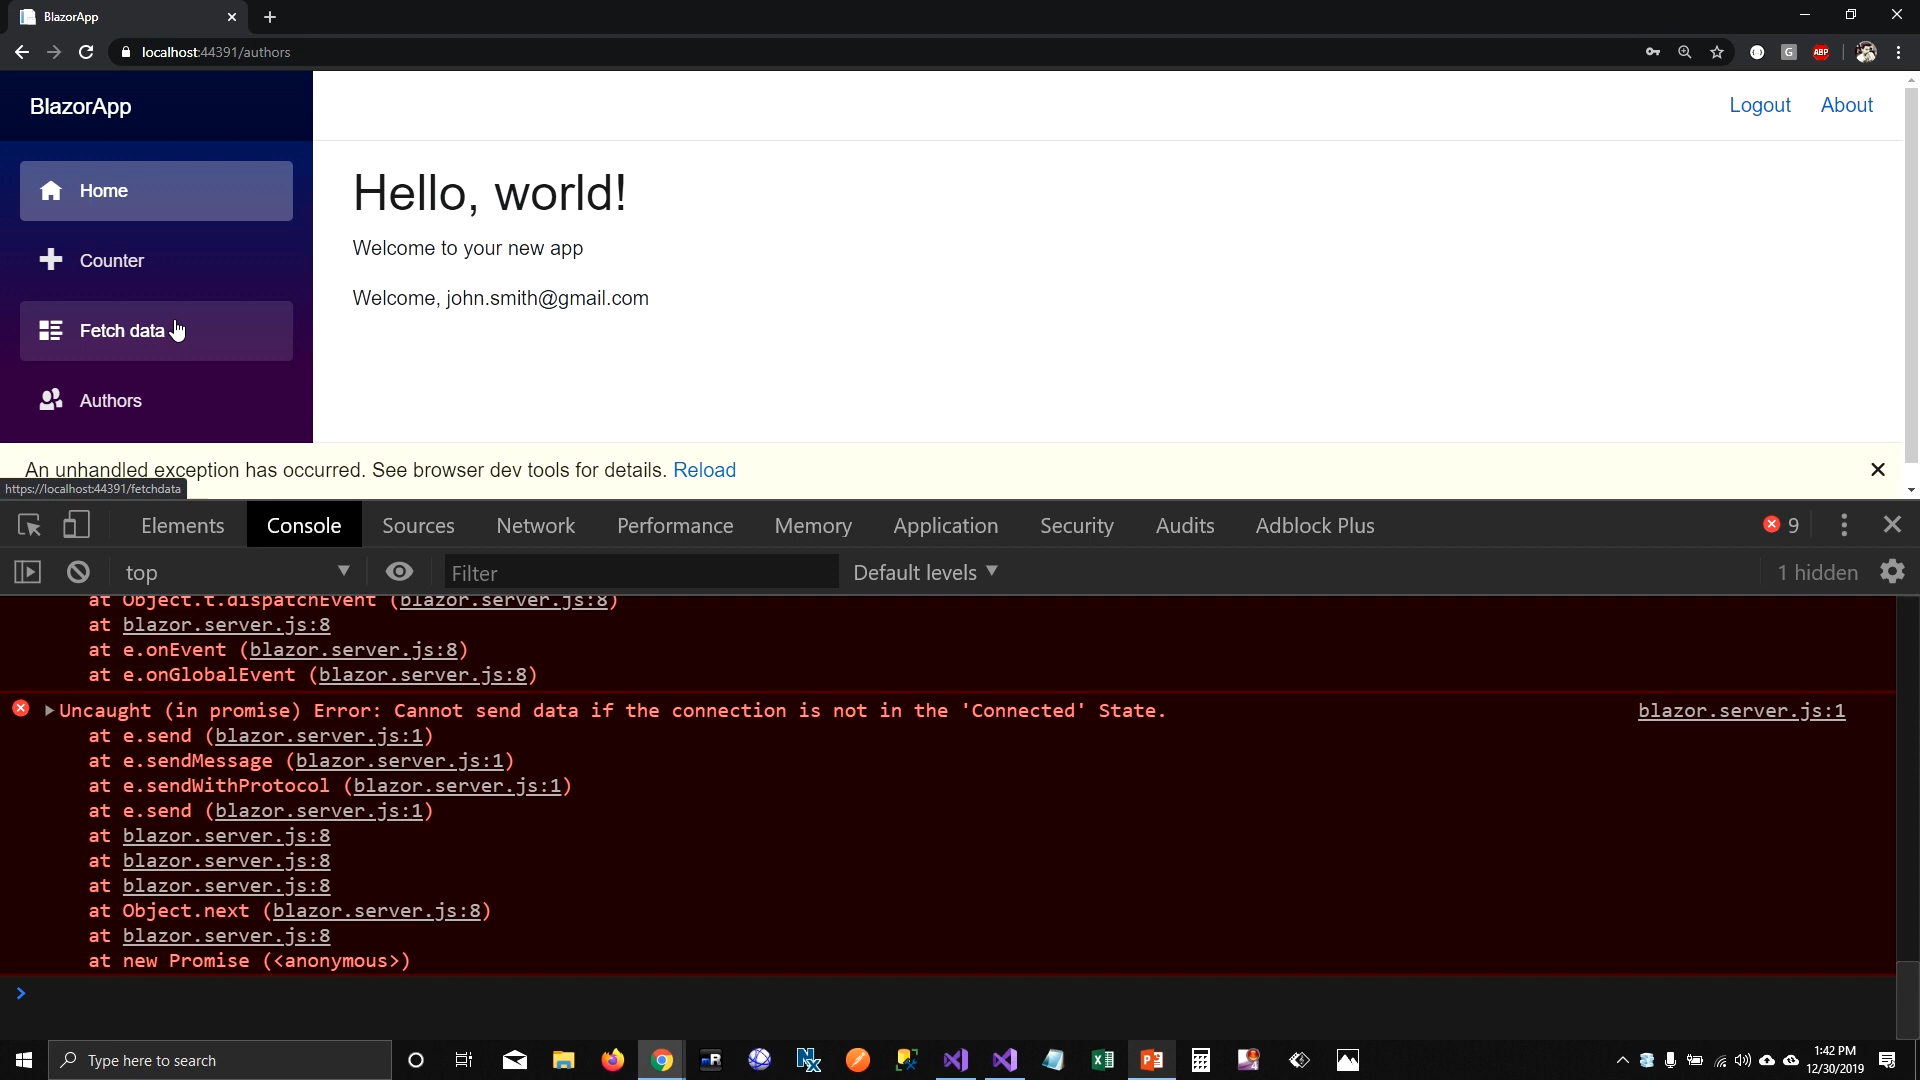 BlazorApp
localhost:44391/authors
G
ABP
BlazorApp
Logout
About
Home
Counter
Fetch data
Authors
Hello, world!
Welcome to your new app
Welcome, john.smith@gmail.com
An unhandled exception has occurred. See browser dev tools for details. Reload
https://localhost:44391/fetchdata
Elements Console Sources Network Performance Memory Application Security Audits Adblock Plus 9
top Filter Default levels 1 hidden
at Object.t.dispatchEvent (blazor.server.js:8)
at blazor.server.js:8
at e.onEvent (blazor.server.js:8)
at e.onGlobalEvent (blazor.server.js:8)
Uncaught (in promise) Error: Cannot send data if the connection is not in the 'Connected' State. blazor.server.js:1
at e.send (blazor.server.js:1)
at e.sendMessage (blazor.server.js:1)
at e.sendWithProtocol (blazor.server.js:1)
at e.send (blazor.server.js:1)
at blazor.server.js:8
at blazor.server.js:8
at blazor.server.js:8
at Object.next (blazor.server.js:8)
at blazor.server.js:8
at new Promise (<anonymous>)
Type here to search
1:42 PM
12/30/2019